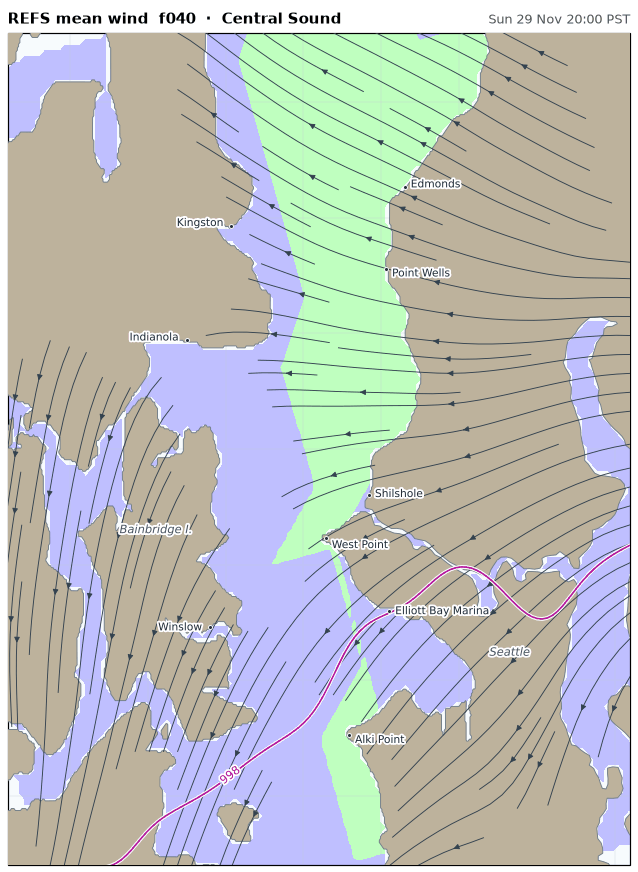 REFS mean wind f040 · Central Sound
Sun 29 Nov 20:00 PST
Edmonds
Kingston
Point Wells
Indianola
Shilshole
Bainbridge I.
West Point
Elliott Bay Marina
Winslow
Seattle
Alki Point
998